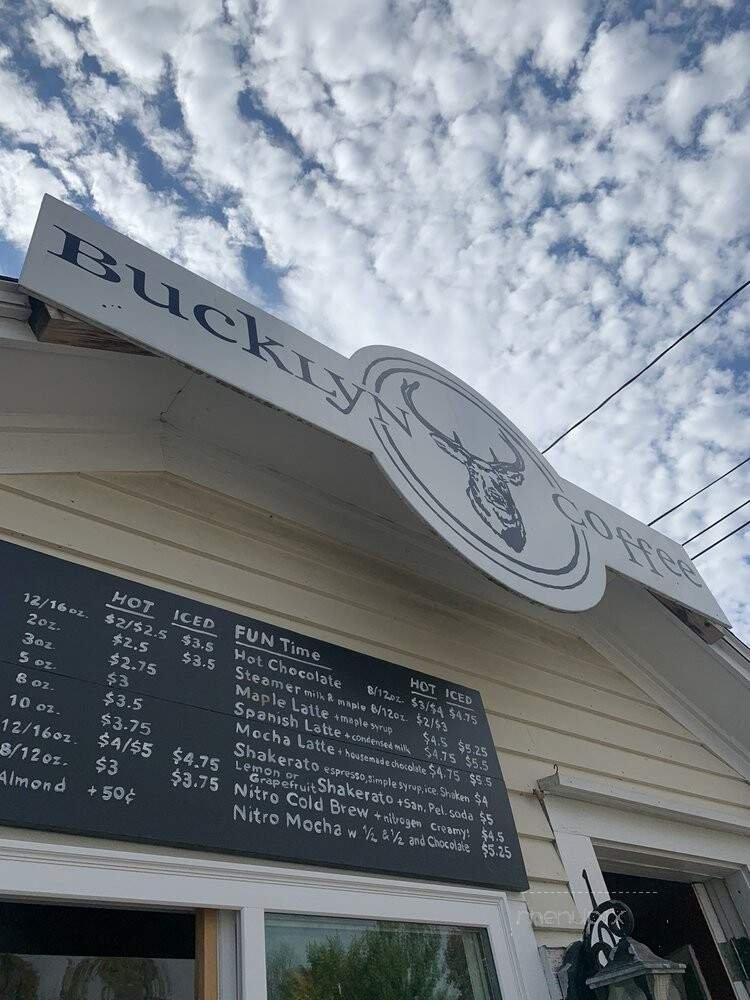 Bucklyn coffee
HOT ICED
12/16oz. $2/$2.5 $3.5
2oz. $2.5 $3.5
3oz $2.75
5 oz. $3
8 oz. $3.5
10 oz. $3.75
12/16oz. $4/$5 $4.75
8/12oz. $3 $3.75
Almond +50¢
FUN Time HOT ICED
Hot Chocolate 8/12oz. $3/$4 $4.75
Steamer milk & maple 8/12oz. $2/$3
Maple Latte + maple syrup $4.5 $5.25
Spanish Latte + condensed milk $4.75 $5.5
Mocha Latte + housemade chocolate $4.75 $5.5
Shakerato espresso, simple syrup, ice. Shaken $4
Lemon or Grapefruit Shakerato + San. Pel. soda $5
Nitro Cold Brew + nitrogen creamy! $4.5
Nitro Mocha w ½ & ½ and Chocolate $5.25